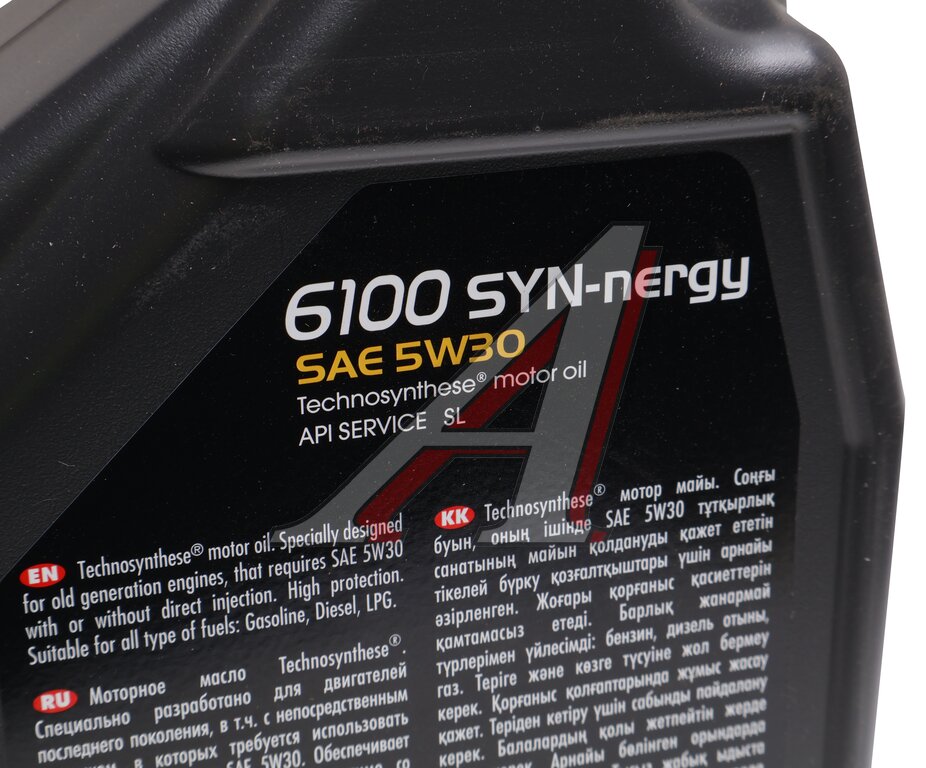 6100 SYN-nergy
SAE 5W30
Technosynthese® motor oil
API SERVICE SL
EN Technosynthese® motor oil. Specially designed
for old generation engines, that requires SAE 5W30
with or without direct injection. High protection.
Suitable for all type of fuels: Gasoline, Diesel, LPG.
RU Моторное масло Technosynthese®.
Специально разработано для двигателей
последнего поколения, в т.ч. с непосредственным
в которых требуется использовать
SAE 5W30. Обеспечивает
KK Technosynthese® мотор майы. Соңғы
буын, оның ішінде SAE 5W30 тұтқырлық
санатының майын қолдануды қажет ететін
тікелей бүрку қозғалтқыштары үшін арнайы
әзірленген. Жоғары қорғаныс қасиеттерін
қамтамасыз етеді. Барлық жанармай
түрлерімен үйлесімді: бензин, дизель отыны,
газ. Теріге және көзге түсуіне жол бермеу
керек. Қорғаныс қолғаптарында жұмыс жасау
қажет. Теріден кетіру үшін сабынды пайдалану
керек. Балалардың қолы жетпейтін жерде
Арнайы бөлінген орындарда
жабық ыдыста